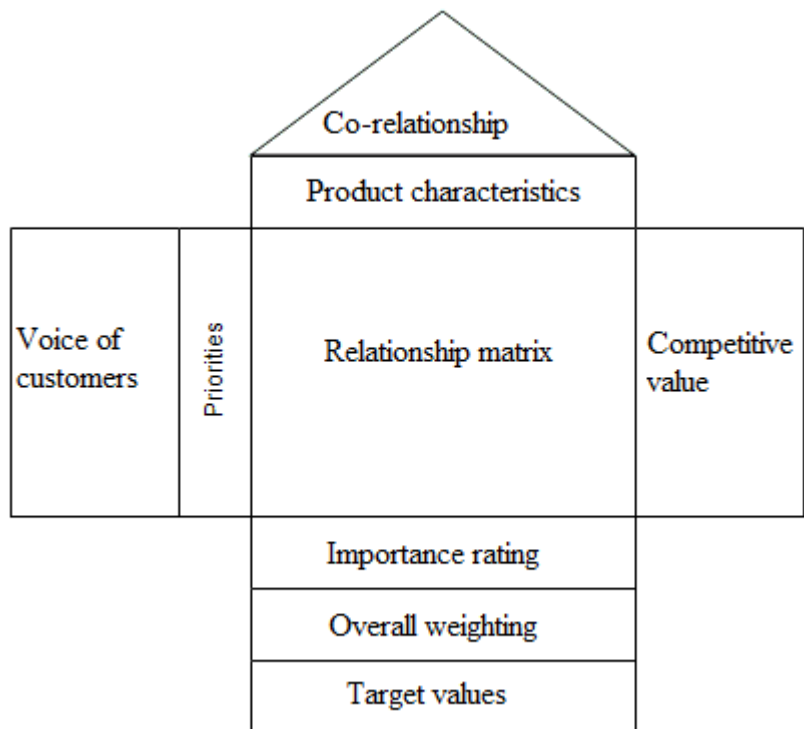 Co-relationship
Product characteristics
Voice of
customers
Priorities
Relationship matrix
Competitive
value
Importance rating
Overall weighting
Target values